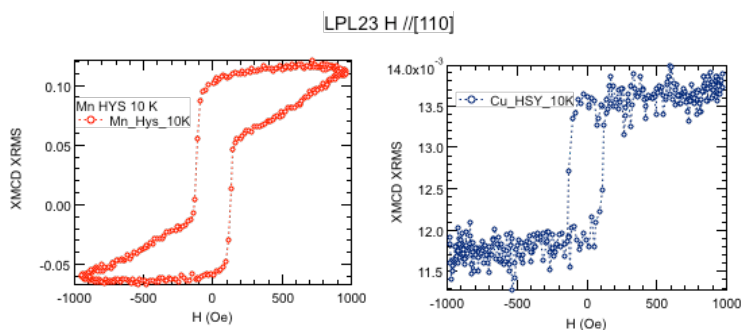 LPL23 H //[110]
XMCD XRMS
0.10
0.05
0.00
-0.05
Mn HYS 10 K
Mn_Hys_10K
-1000
-500
0
500
1000
H (Oe)
XMCD XRMS
14.0x10-3
13.5
13.0
12.5
12.0
11.5
Cu_HSY_10K
-1000
-500
0
500
1000
H (Oe)